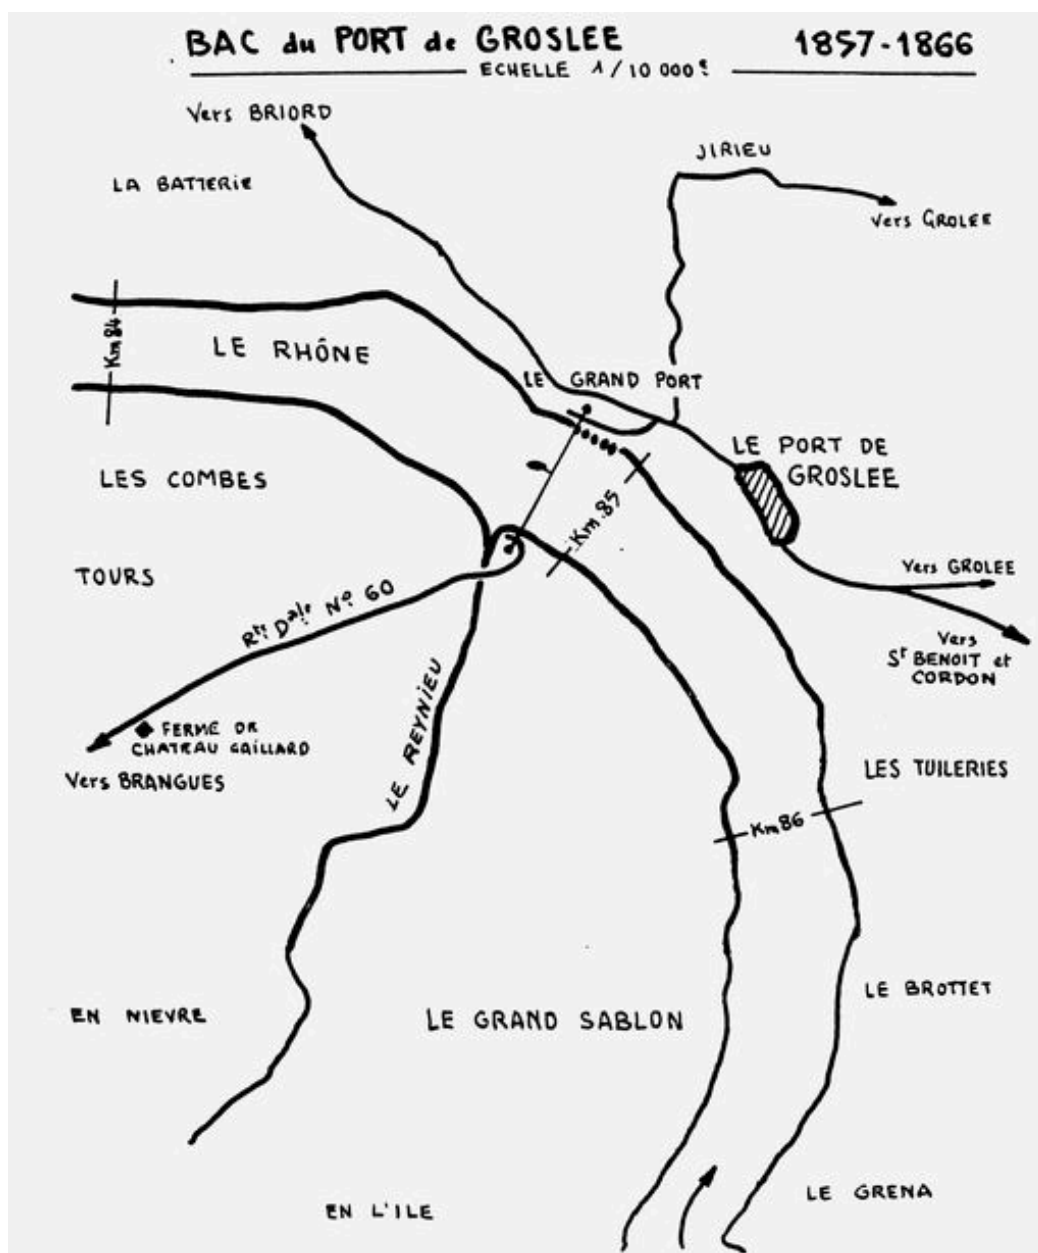 BAC du PORT de GROSLEE 1857-1866
ECHELLE 1/10 000e
Vers BRIORD
JIRIEU
LA BATTERIE
Vers GROLEE
Km 84
LE RHÔNE
LE GRAND PORT
LE PORT DE
GROSLEE
LES COMBES
Km 85
TOURS
Vers GROLEE
Rte Dale No 60
Vers
St BENOIT et
CORDON
LE REYNIEU
FERME DE
CHATEAU GAILLARD
Vers BRANGUES
LES TUILERIES
Km 86
LE BROTTET
EN NIEVRE
LE GRAND SABLON
LE GRENA
EN L'ILE